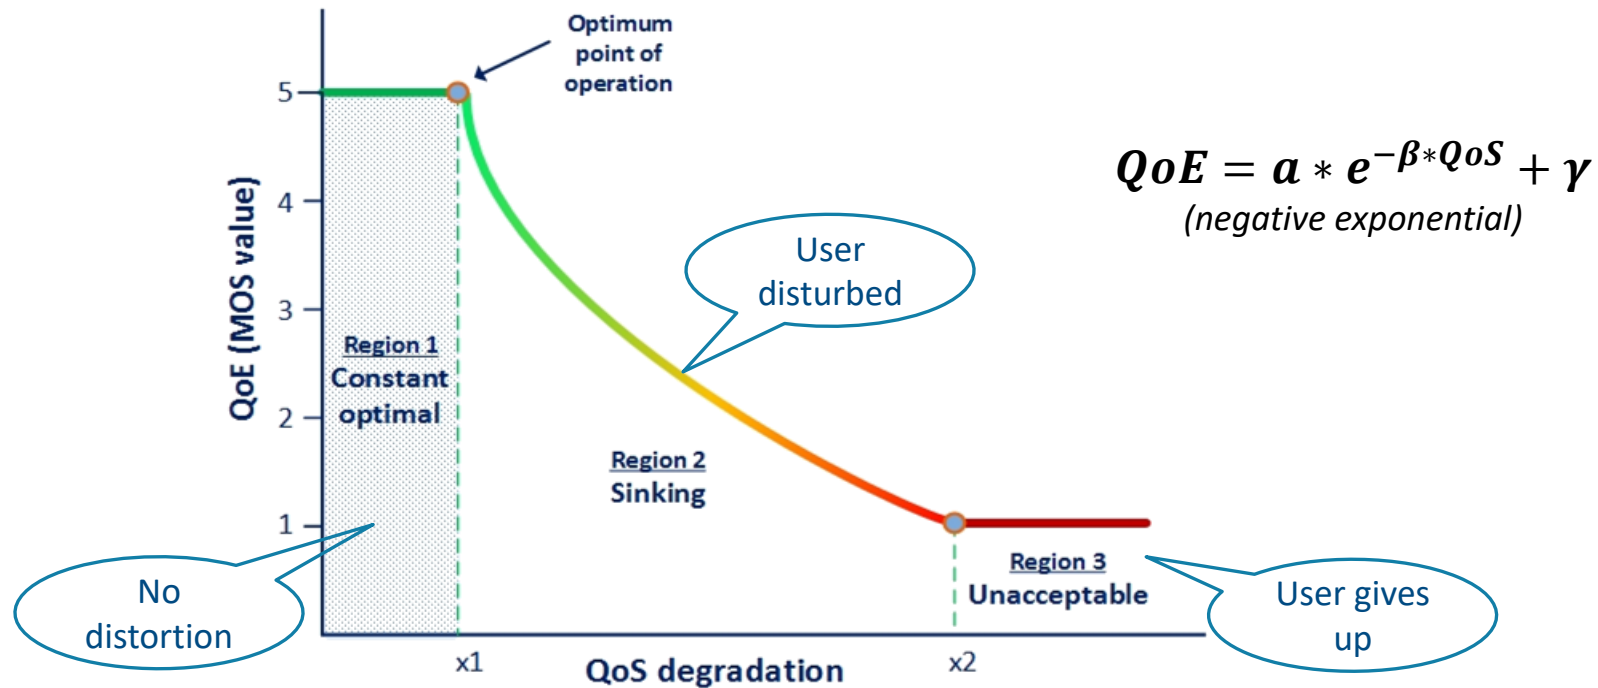 Optimum
point of
operation
5
4
3
2
1
QoE (MOS value)
Region 1
Constant
optimal
User
disturbed
QoE = a * e^{-β*QoS} + γ
(negative exponential)
Region 2
Sinking
Region 3
Unacceptable
No
distortion
User gives
up
x1
x2
QoS degradation